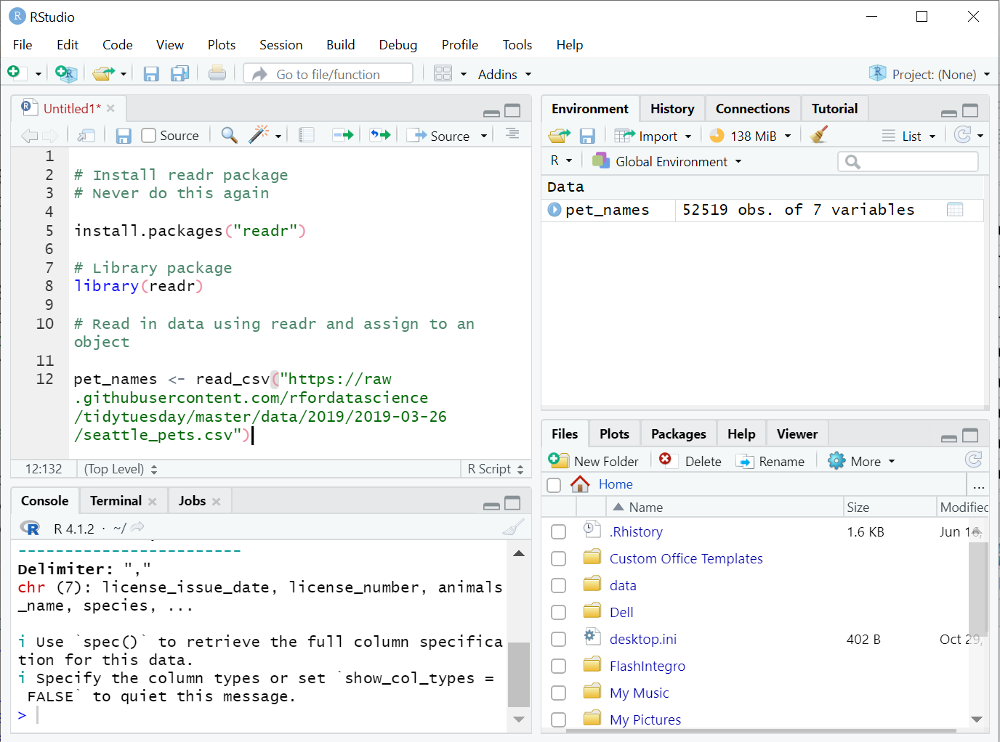 RStudio
File Edit Code View Plots Session Build Debug Profile Tools Help
Go to file/function Addins Project: (None)
Untitled1*
Source Source
1
2 # Install readr package
3 # Never do this again
4
5 install.packages("readr")
6
7 # Library package
8 library(readr)
9
10 # Read in data using readr and assign to an
object
11
12 pet_names <- read_csv("https://raw
.githubusercontent.com/rfordatascience
/tidytuesday/master/data/2019/2019-03-26
/seattle_pets.csv")
12:132 (Top Level) R Script
Console Terminal Jobs
R 4.1.2 · ~/
------------------------
Delimiter: ","
chr (7): license_issue_date, license_number, animals
_name, species, ...
i Use `spec()` to retrieve the full column specifica
tion for this data.
i Specify the column types or set `show_col_types =
FALSE` to quiet this message.
>
Environment History Connections Tutorial
Import 138 MiB List
R Global Environment
Data
pet_names 52519 obs. of 7 variables
Files Plots Packages Help Viewer
New Folder Delete Rename More
Home ...
Name Size Modified
.Rhistory 1.6 KB Jun 16,
Custom Office Templates
data
Dell
desktop.ini 402 B Oct 29,
FlashIntegro
My Music
My Pictures